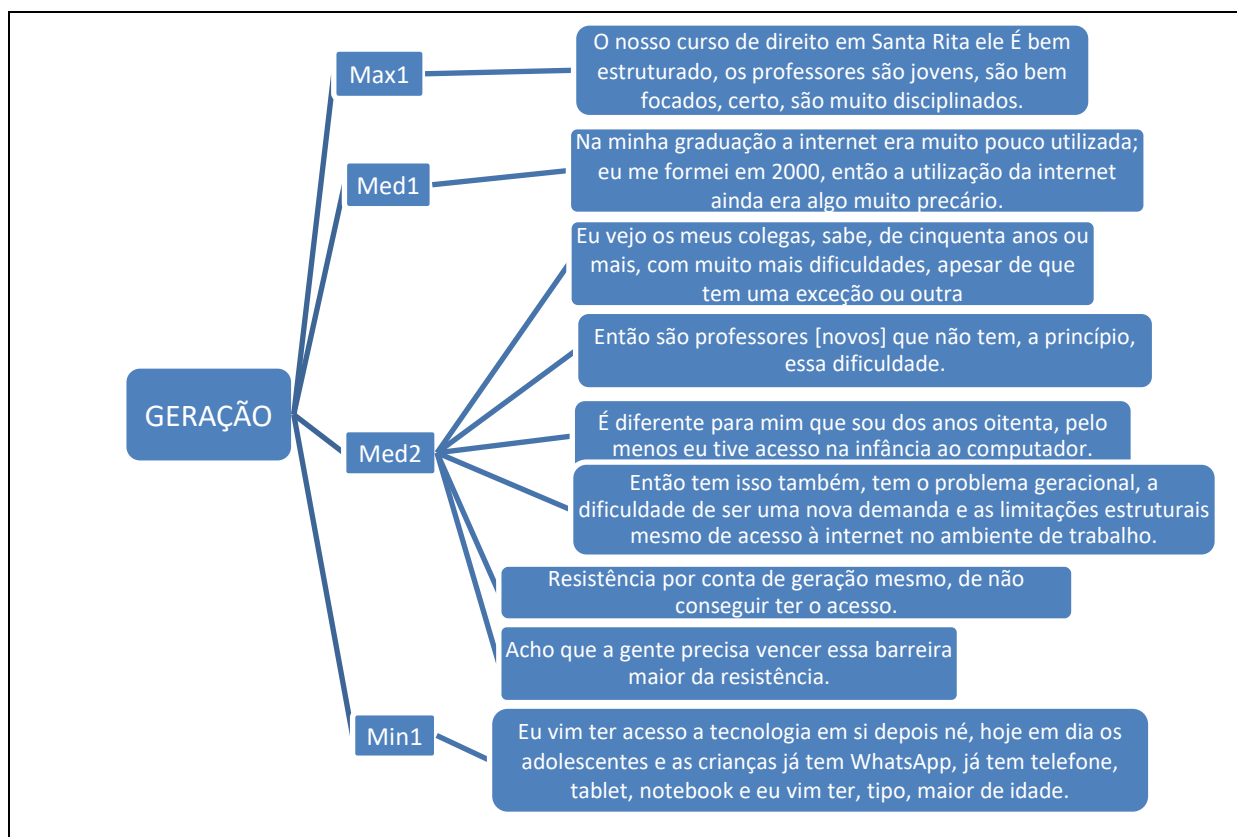 GERAÇÃO
Max1
O nosso curso de direito em Santa Rita ele É bem
estruturado, os professores são jovens, são bem
focados, certo, são muito disciplinados.
Med1
Na minha graduação a internet era muito pouco utilizada;
eu me formei em 2000, então a utilização da internet
ainda era algo muito precário.
Med2
Eu vejo os meus colegas, sabe, de cinquenta anos ou
mais, com muito mais dificuldades, apesar de que
tem uma exceção ou outra
Então são professores [novos] que não tem, a princípio,
essa dificuldade.
É diferente para mim que sou dos anos oitenta, pelo
menos eu tive acesso na infância ao computador.
Então tem isso também, tem o problema geracional, a
dificuldade de ser uma nova demanda e as limitações estruturais
mesmo de acesso à internet no ambiente de trabalho.
Resistência por conta de geração mesmo, de não
conseguir ter o acesso.
Acho que a gente precisa vencer essa barreira
maior da resistência.
Min1
Eu vim ter acesso a tecnologia em si depois né, hoje em dia os
adolescentes e as crianças já tem WhatsApp, já tem telefone,
tablet, notebook e eu vim ter, tipo, maior de idade.